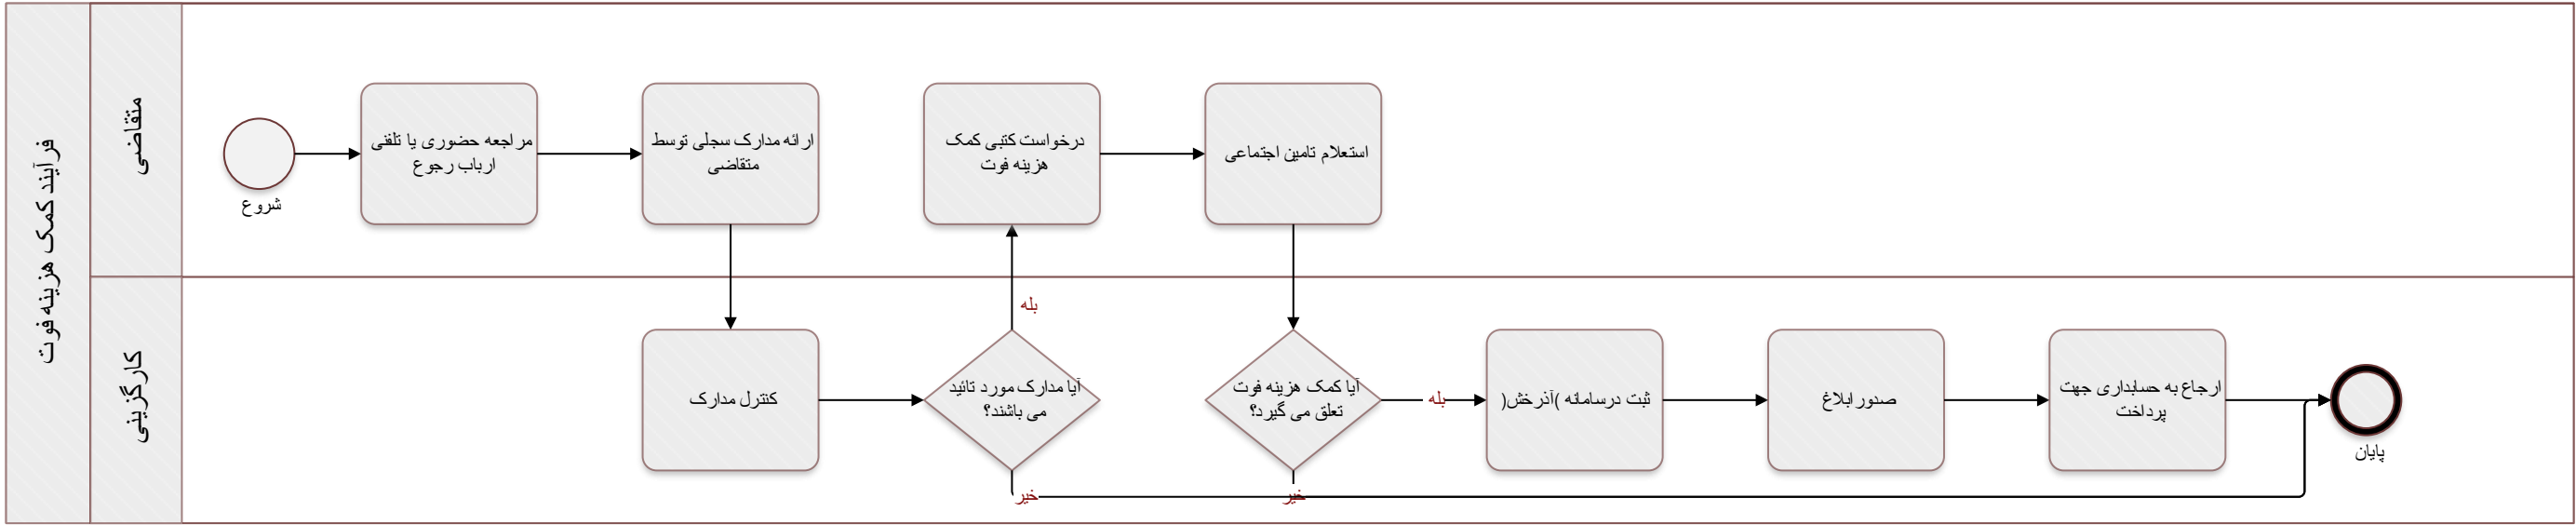 فرآیند کمک هزینه فوت
متقاضی
شروع
مراجعه حضوری یا تلفنی
ارباب رجوع
ارائه مدارک سجلی توسط
متقاضی
درخواست کتبی کمک
هزینه فوت
استعلام تامین اجتماعی
کارگزینی
کنترل مدارک
آیا مدارک مورد تائید
می باشند؟
بله
خیر
آیا کمک هزینه فوت
تعلق می گیرد؟
بله
خیر
ثبت درسامانه )آذرخش(
صدور ابلاغ
ارجاع به حسابداری جهت
پرداخت
پایان